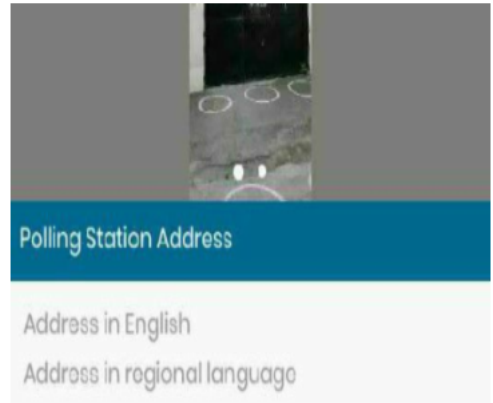 Polling Station Address
Address in English
Address in regional language